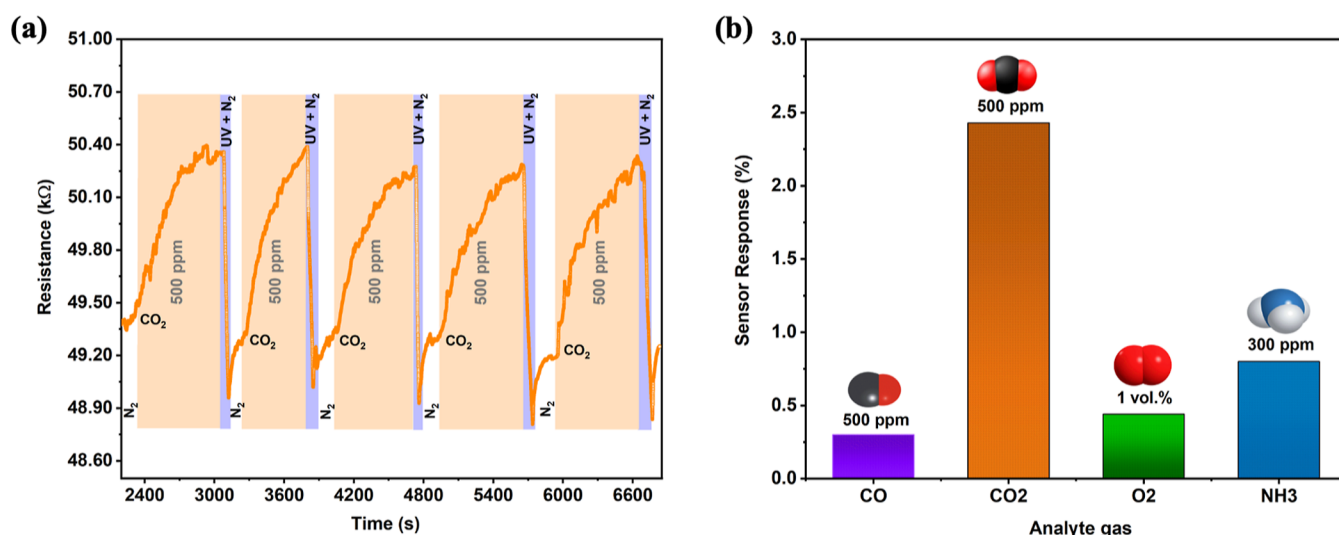 (a)
51.00
50.70
50.40
50.10
49.80
49.50
49.20
48.90
48.60
Resistance (kΩ)
N₂
CO₂
500 ppm
UV + N₂
N₂
CO₂
500 ppm
UV + N₂
N₂
CO₂
500 ppm
UV + N₂
N₂
CO₂
500 ppm
UV + N₂
N₂
CO₂
500 ppm
UV + N₂
2400 3000 3600 4200 4800 5400 6000 6600
Time (s)
(b)
3.0
2.5
2.0
1.5
1.0
0.5
0.0
Sensor Response (%)
500 ppm
500 ppm
1 vol.%
300 ppm
CO CO2 O2 NH3
Analyte gas